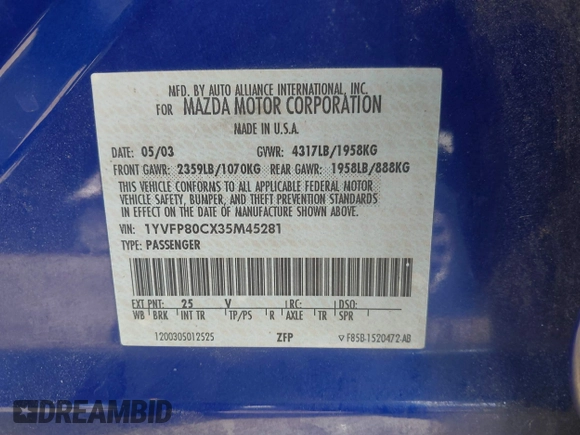 MFD. BY AUTO ALLIANCE INTERNATIONAL, INC.
FOR MAZDA MOTOR CORPORATION
MADE IN U.S.A.
DATE: 05/03 GVWR: 4317LB/1958KG
FRONT GAWR: 2359LB/1070KG REAR GAWR: 1958LB/888KG
THIS VEHICLE CONFORMS TO ALL APPLICABLE FEDERAL MOTOR
VEHICLE SAFETY, BUMPER, AND THEFT PREVENTION STANDARDS
IN EFFECT ON THE DATE OF MANUFACTURE SHOWN ABOVE.
VIN: 1YVFP80CX35M45281
TYPE: PASSENGER
EXT PNT: 25 V RC: DSO:
WB BRK INT TR TP/PS R AXLE TR SPR
1200305012525 ZFP F85B-1520472-AB
DREAMBID